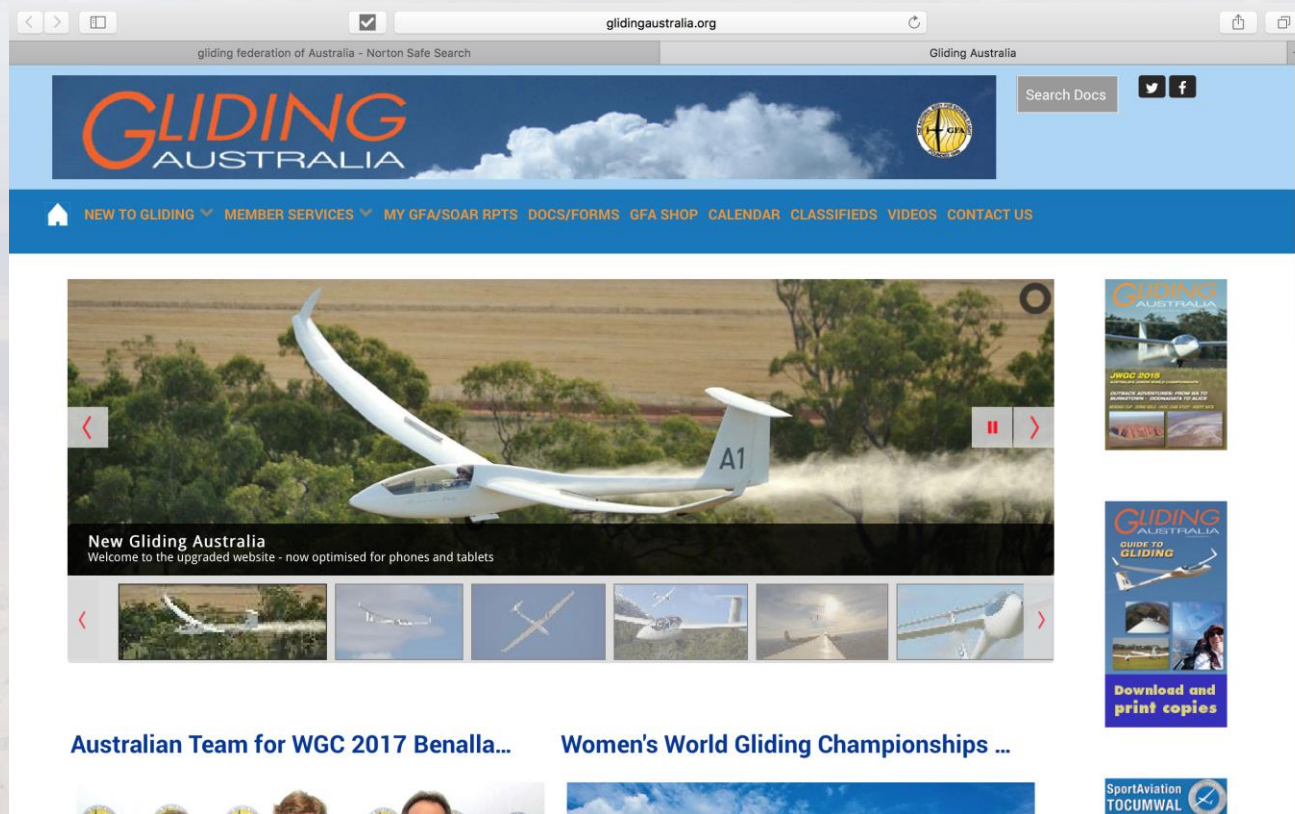 glidingaustralia.org
gliding federation of Australia - Norton Safe Search
Gliding Australia
GLIDING
AUSTRALIA
GFA
Search Docs
NEW TO GLIDING MEMBER SERVICES MY GFA/SOAR RPTS DOCS/FORMS GFA SHOP CALENDAR CLASSIFIEDS VIDEOS CONTACT US
A1
New Gliding Australia
Welcome to the upgraded website - now optimised for phones and tablets
GLIDING
AUSTRALIA
JWGC 2015
GLIDING
AUSTRALIA
GUIDE TO
GLIDING
Download and
print copies
Australian Team for WGC 2017 Benalla...
Women's World Gliding Championships ...
SportAviation
TOCUMWAL